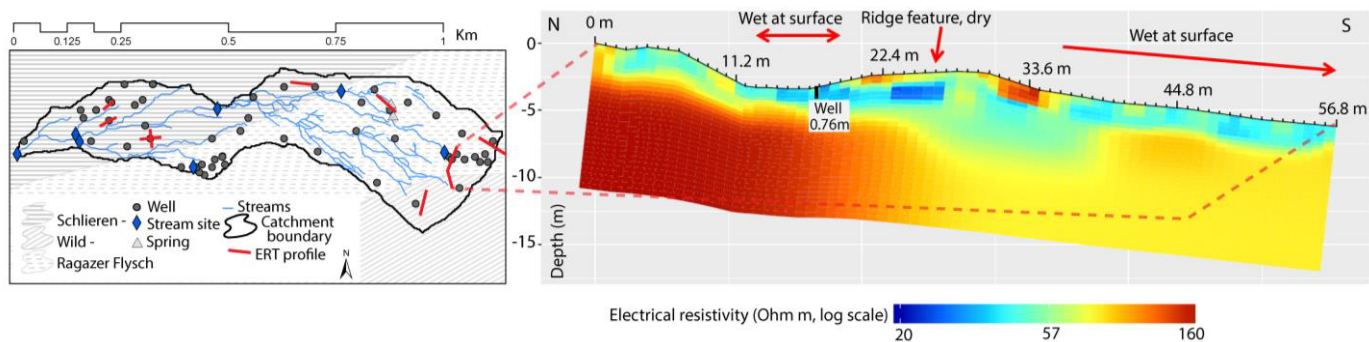 Km
0 0.125 0.25 0.5 0.75 1
Schlieren -
Wild -
Ragazer Flysch
Well
Stream site
Spring
Streams
Catchment
boundary
ERT profile
N
N
0 m
Wet at surface
Ridge feature, dry
Wet at surface
S
11.2 m
22.4 m
33.6 m
44.8 m
56.8 m
Well
0.76m
0
-5
-10
-15
Depth (m)
Electrical resistivity (Ohm m, log scale)
20 57 160